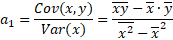 a₁ = Cov(x, y) / Var(x) = (x̅y̅ − x̅ · y̅) / (x̅²̅ − x̅²)